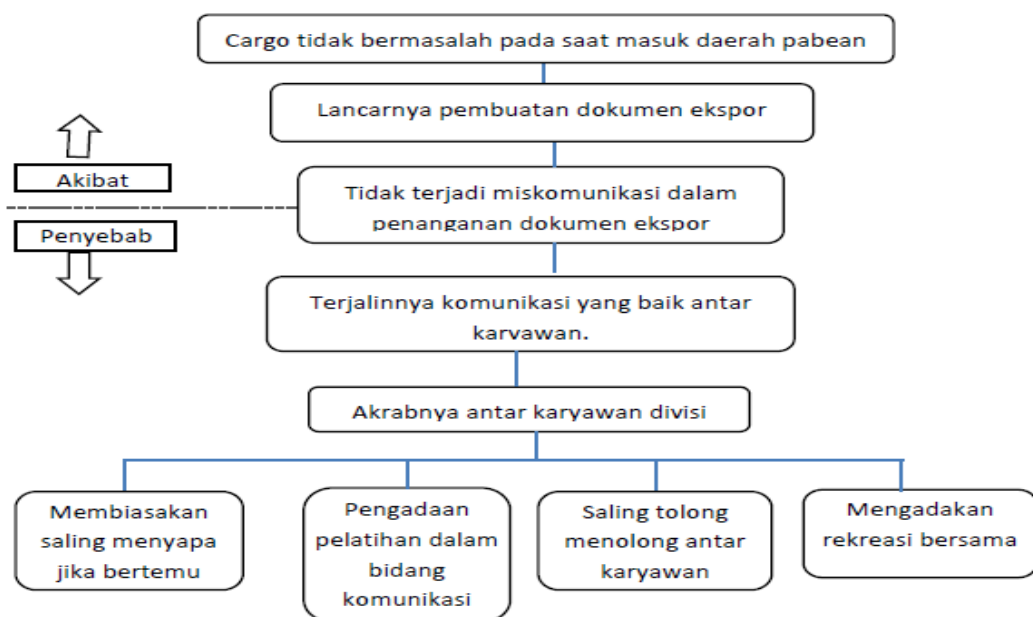 Cargo tidak bermasalah pada saat masuk daerah pabean
Lancarnya pembuatan dokumen ekspor
Akibat
Tidak terjadi miskomunikasi dalam
penanganan dokumen ekspor
Penyebab
Terjalinnya komunikasi yang baik antar
karyawan.
Akrabnya antar karyawan divisi
Membiasakan
saling menyapa
jika bertemu
Pengadaan
pelatihan dalam
bidang
komunikasi
Saling tolong
menolong antar
karyawan
Mengadakan
rekreasi bersama